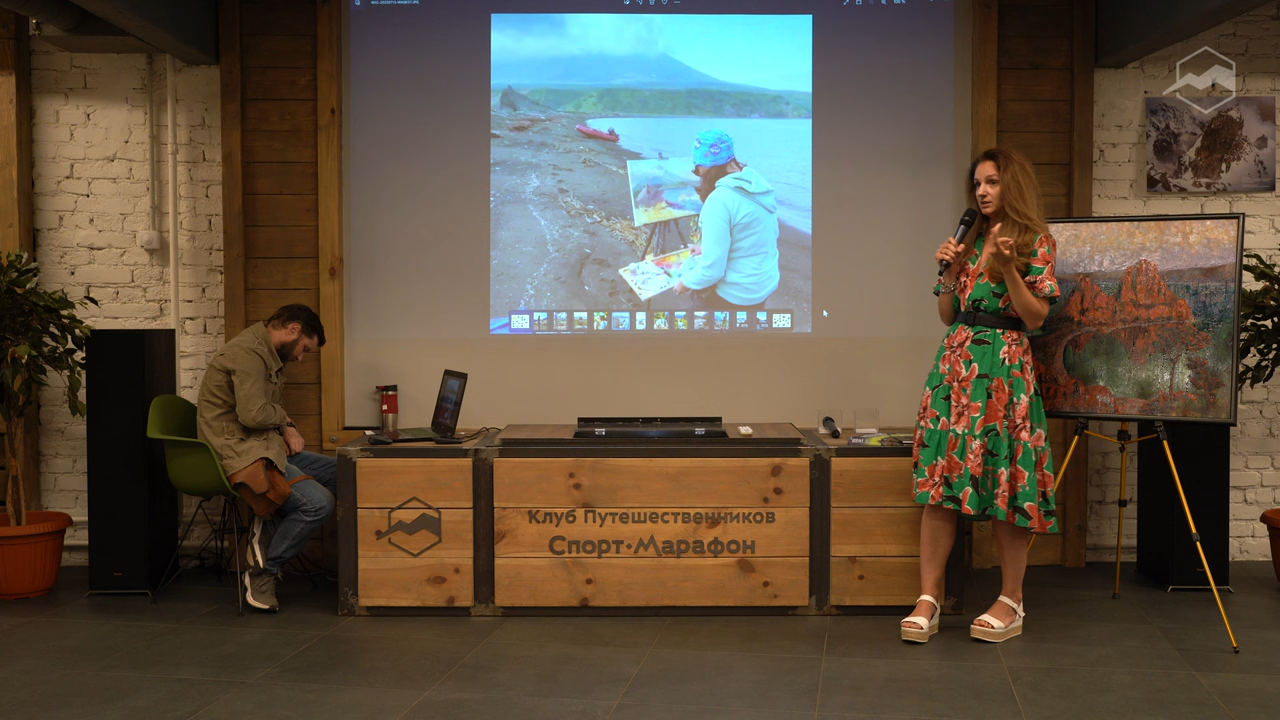 Клуб Путешественников
Спорт-Марафон